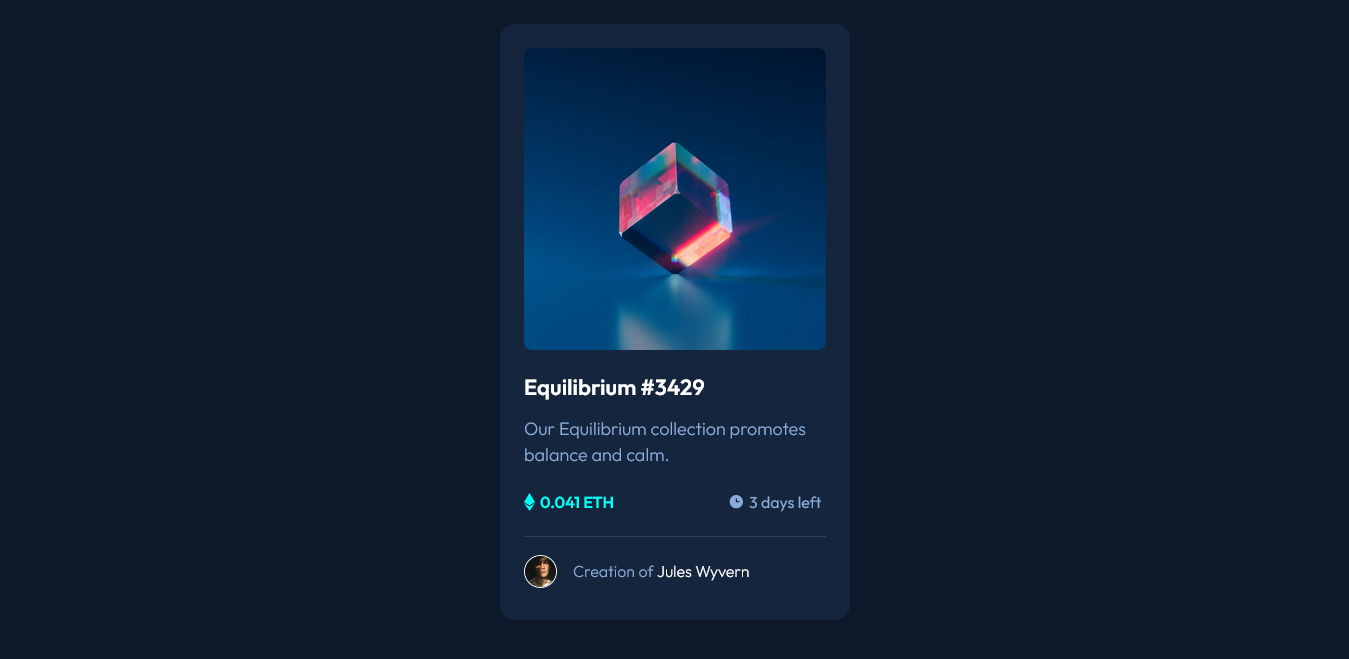 Equilibrium #3429
Our Equilibrium collection promotes
balance and calm.
0.041 ETH
3 days left
Creation of Jules Wyvern